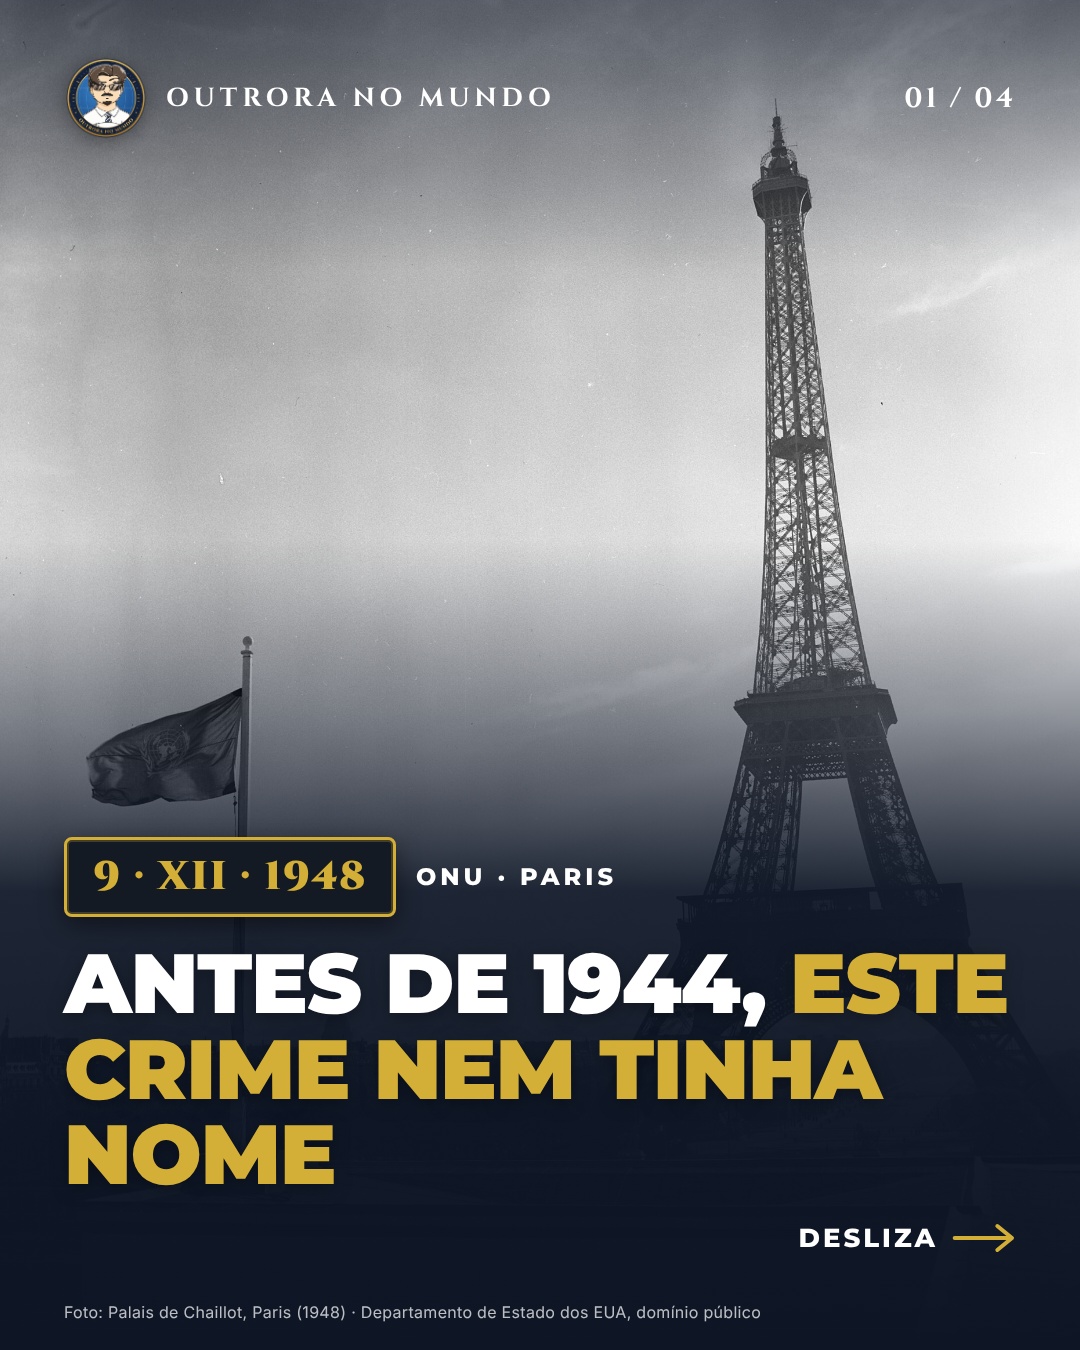 OUTRORA NO MUNDO
01 / 04
9 · XII · 1948
ONU · PARIS
ANTES DE 1944, ESTE
CRIME NEM TINHA
NOME
DESLIZA
Foto: Palais de Chaillot, Paris (1948) · Departamento de Estado dos EUA, domínio público